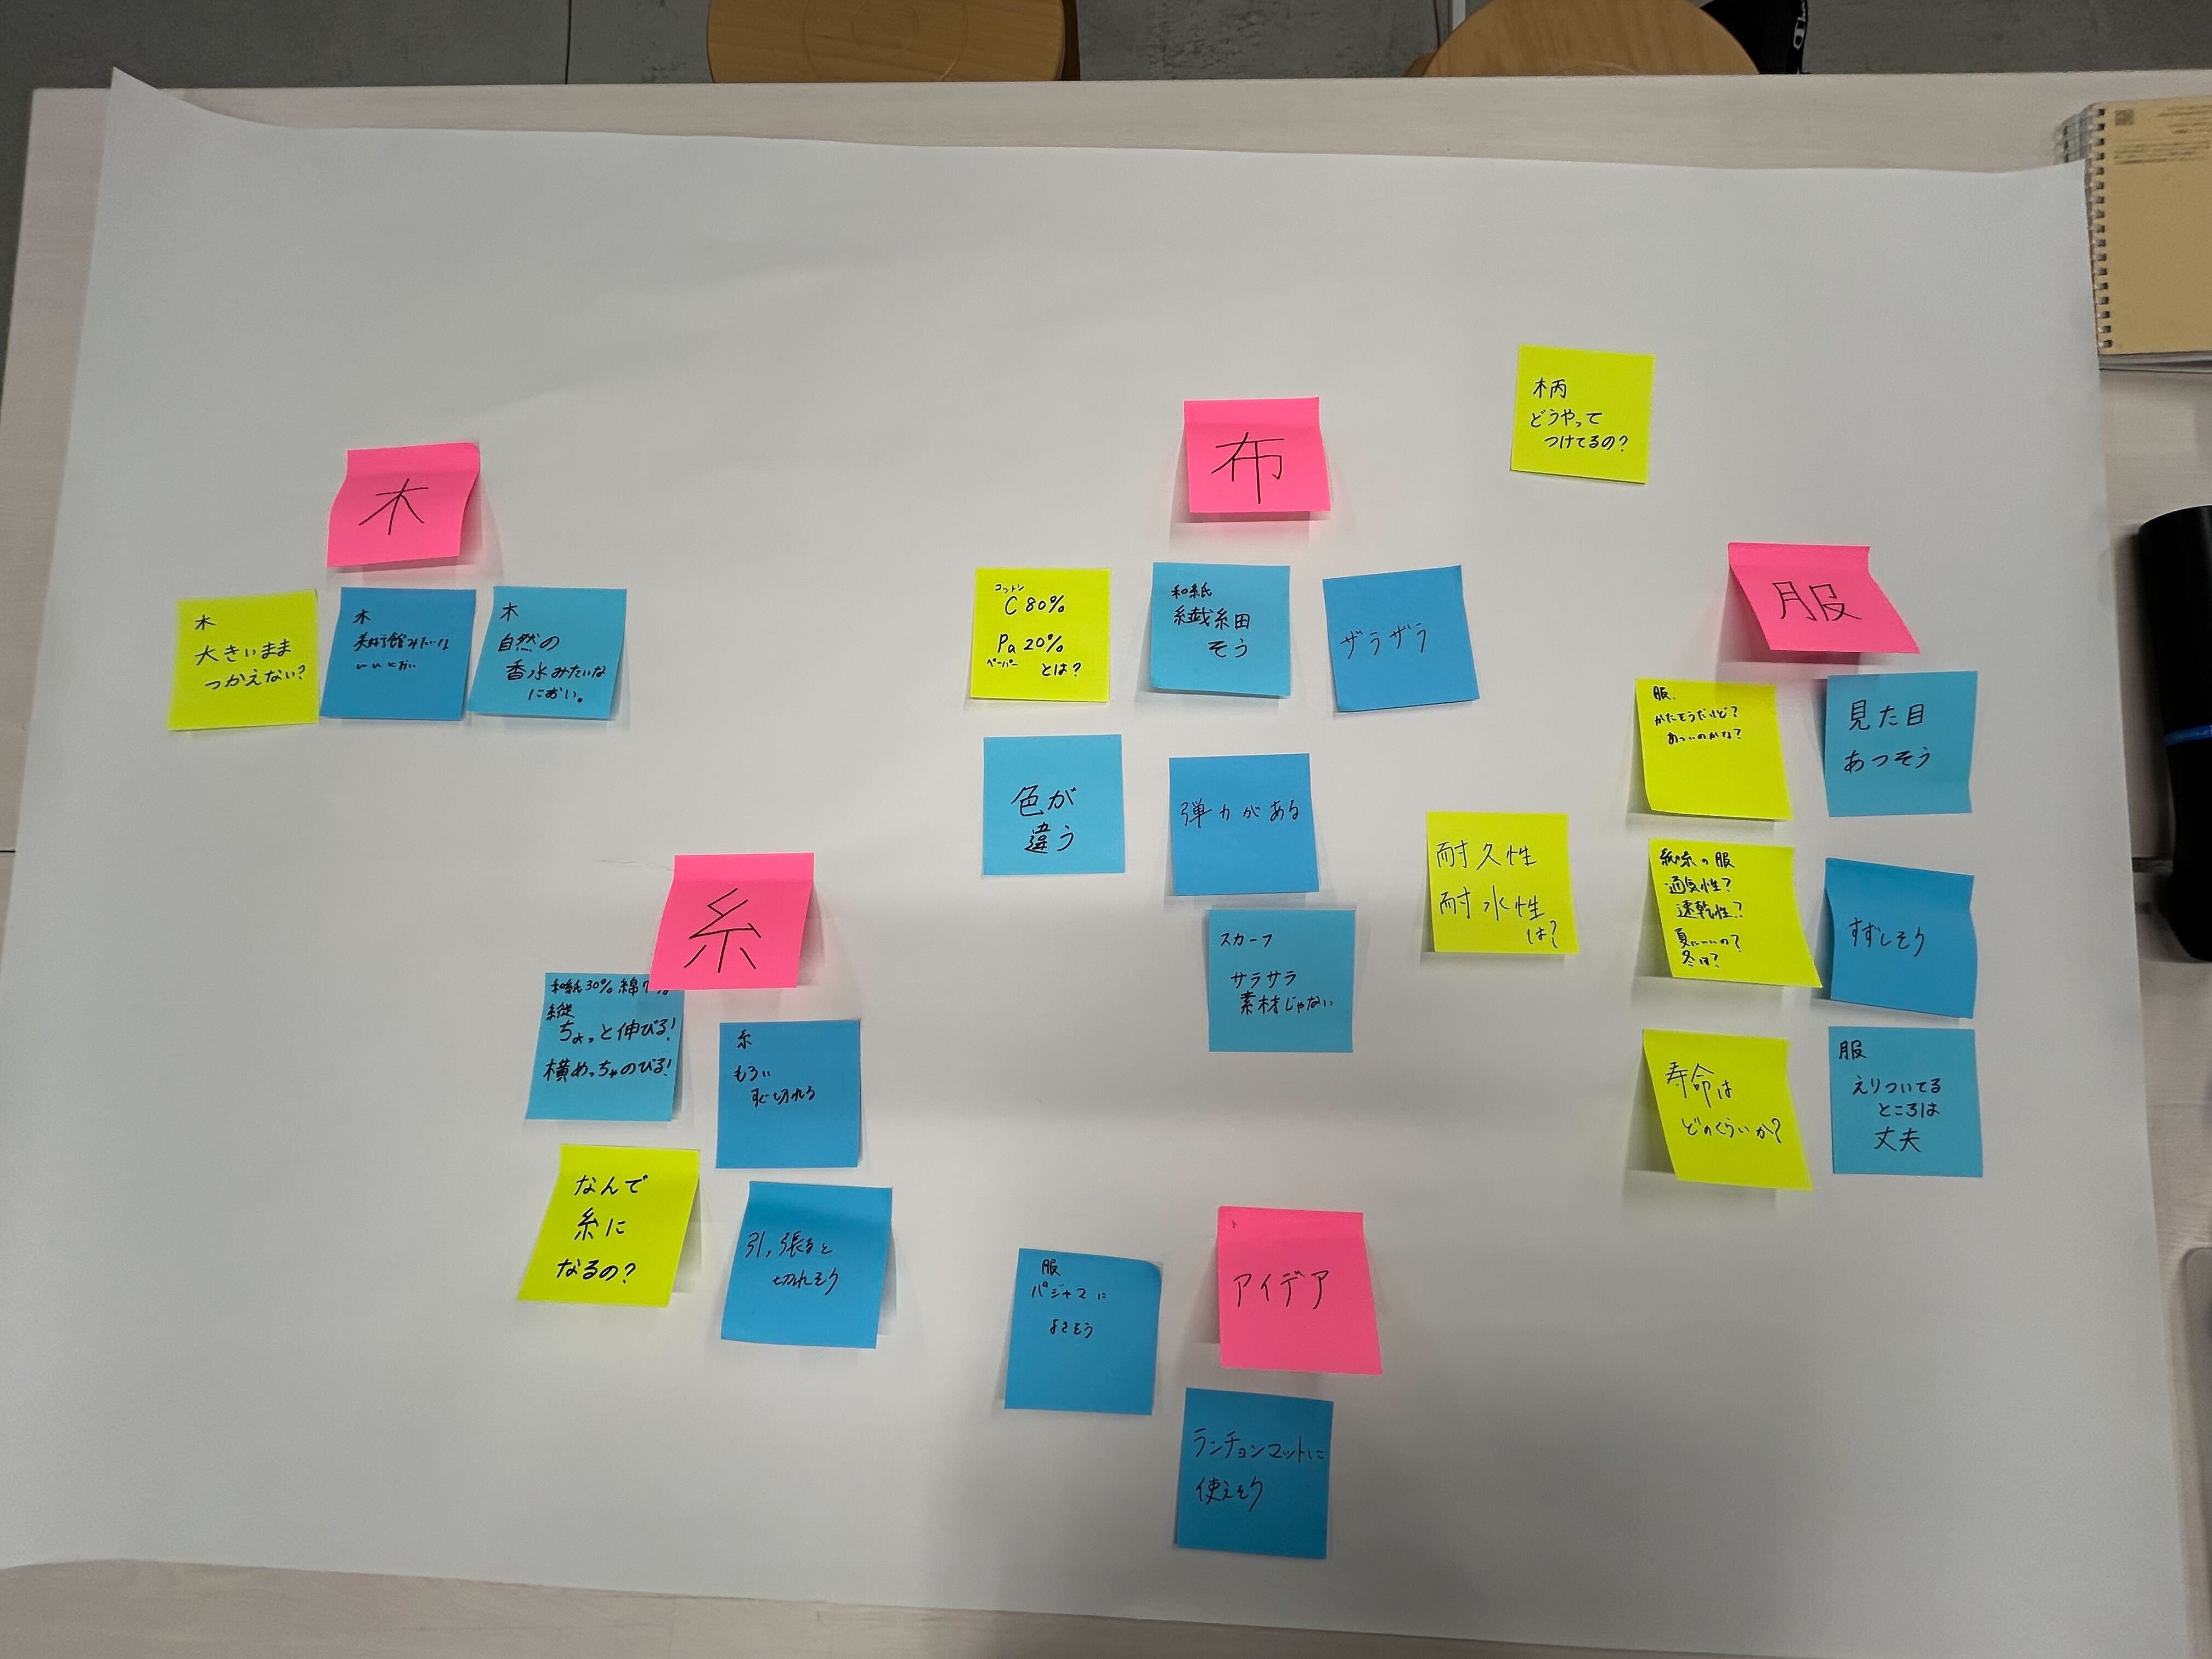 木
木
大きいまま
つかえない?
木
美術館みたいな
木
自然の
香水みたいな
におい。
布
柄
どうやって
つけてるの?
コットン
C 80%
Pa 20%
ペーパー とは?
和紙
繊細
そう
ザラザラ
色が
違う
弾力がある
スカーフ
サラサラ
素材じゃない
耐久性
耐水性
は?
服
服.
かたそうだけど?
あついのかな?
見た目
あつそう
紙糸の服
通気性?
速乾性?
夏にいいの?
冬は?
すずしそう
寿命は
どのくらいか?
服
えりついてる
ところは
丈夫
糸
和紙30% 綿
縦
ちょっと伸びる!
横めっちゃのびる!
糸
もろい
すぐ切れる
なんで
糸に
なるの?
引っ張ると
切れそう
アイデア
服
パジャマに
よさそう
ランチョンマットに
使えそう